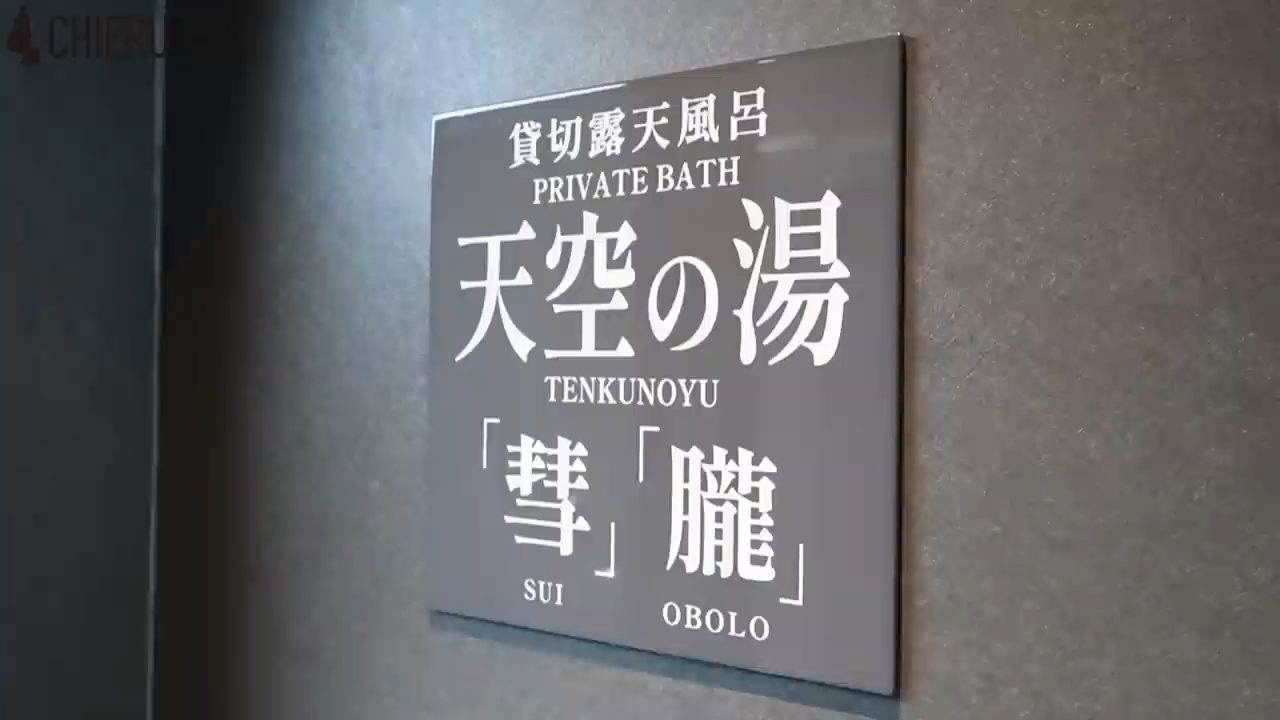 CHIERU
貸切露天風呂
PRIVATE BATH
天空の湯
TENKUNOYU
「彗」「朧」
SUI OBOLO